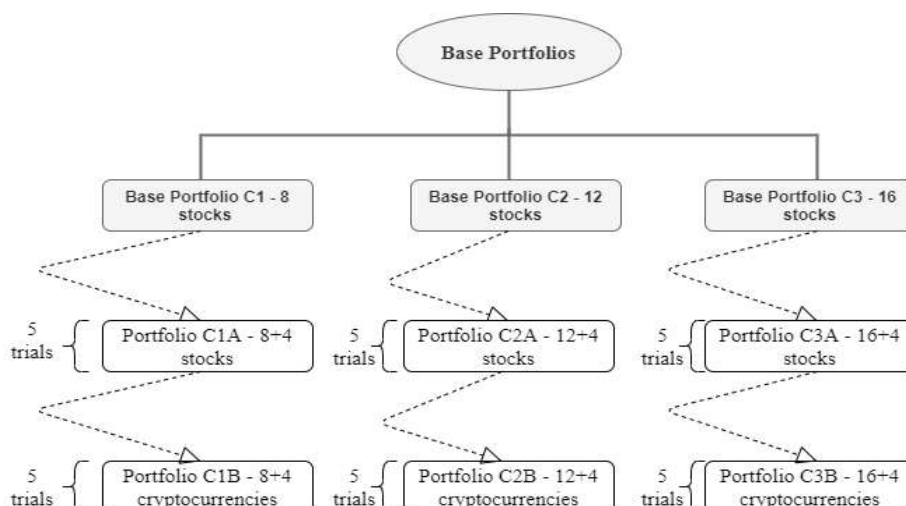 Base Portfolios
Base Portfolio C1 - 8
stocks
Base Portfolio C2 - 12
stocks
Base Portfolio C3 - 16
stocks
5
trials
Portfolio C1A - 8+4
stocks
5
trials
Portfolio C2A - 12+4
stocks
5
trials
Portfolio C3A - 16+4
stocks
5
trials
Portfolio C1B - 8+4
cryptocurrencies
5
trials
Portfolio C2B - 12+4
cryptocurrencies
5
trials
Portfolio C3B - 16+4
cryptocurrencies